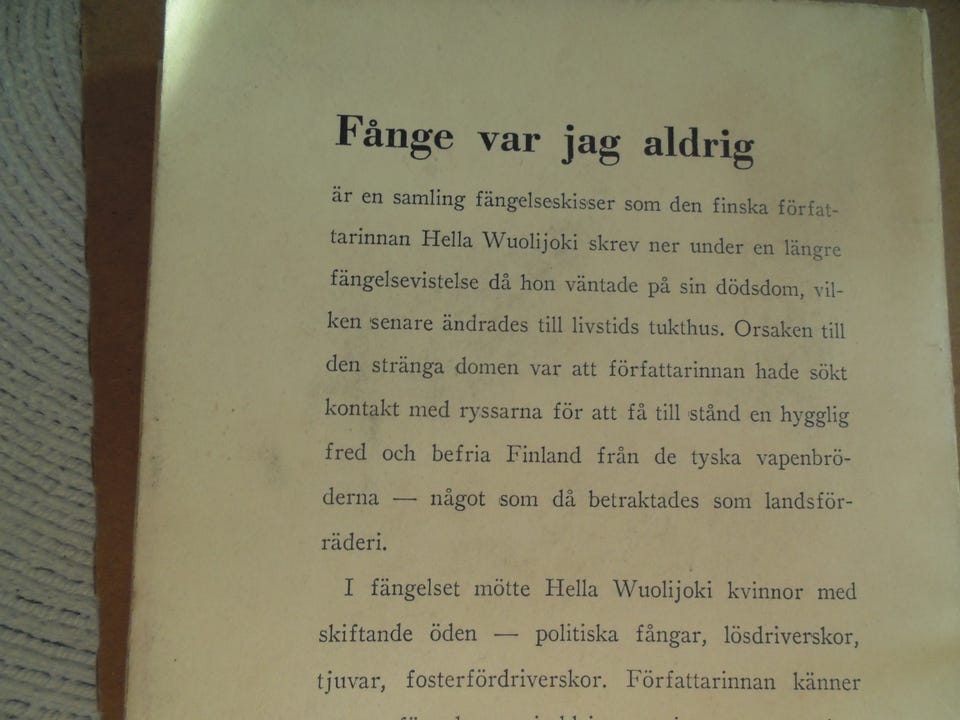 Fånge var jag aldrig
är en samling fängelseskisser som den finska förfat-
tarinnan Hella Wuolijoki skrev ner under en längre
fängelsevistelse då hon väntade på sin dödsdom, vil-
ken senare ändrades till livstids tukthus. Orsaken till
den stränga domen var att författarinnan hade sökt
kontakt med ryssarna för att få till stånd en hygglig
fred och befria Finland från de tyska vapenbrö-
derna — något som då betraktades som landsför-
räderi.
I fängelset mötte Hella Wuolijoki kvinnor med
skiftande öden — politiska fångar, lösdriverskor,
tjuvar, fosterfördriverskor. Författarinnan känner